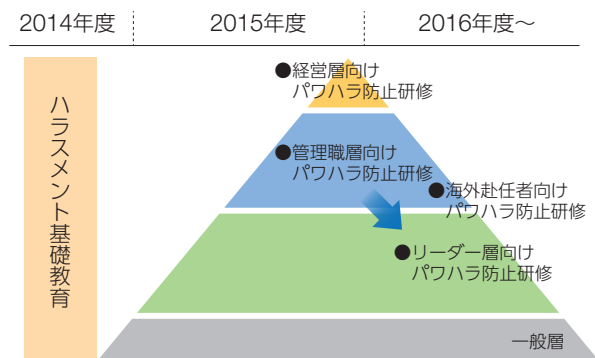 2014年度
2015年度
2016年度～
ハラスメント基礎教育
●経営層向け
パワハラ防止研修
●管理職層向け
パワハラ防止研修
●海外赴任者向け
パワハラ防止研修
●リーダー層向け
パワハラ防止研修
一般層